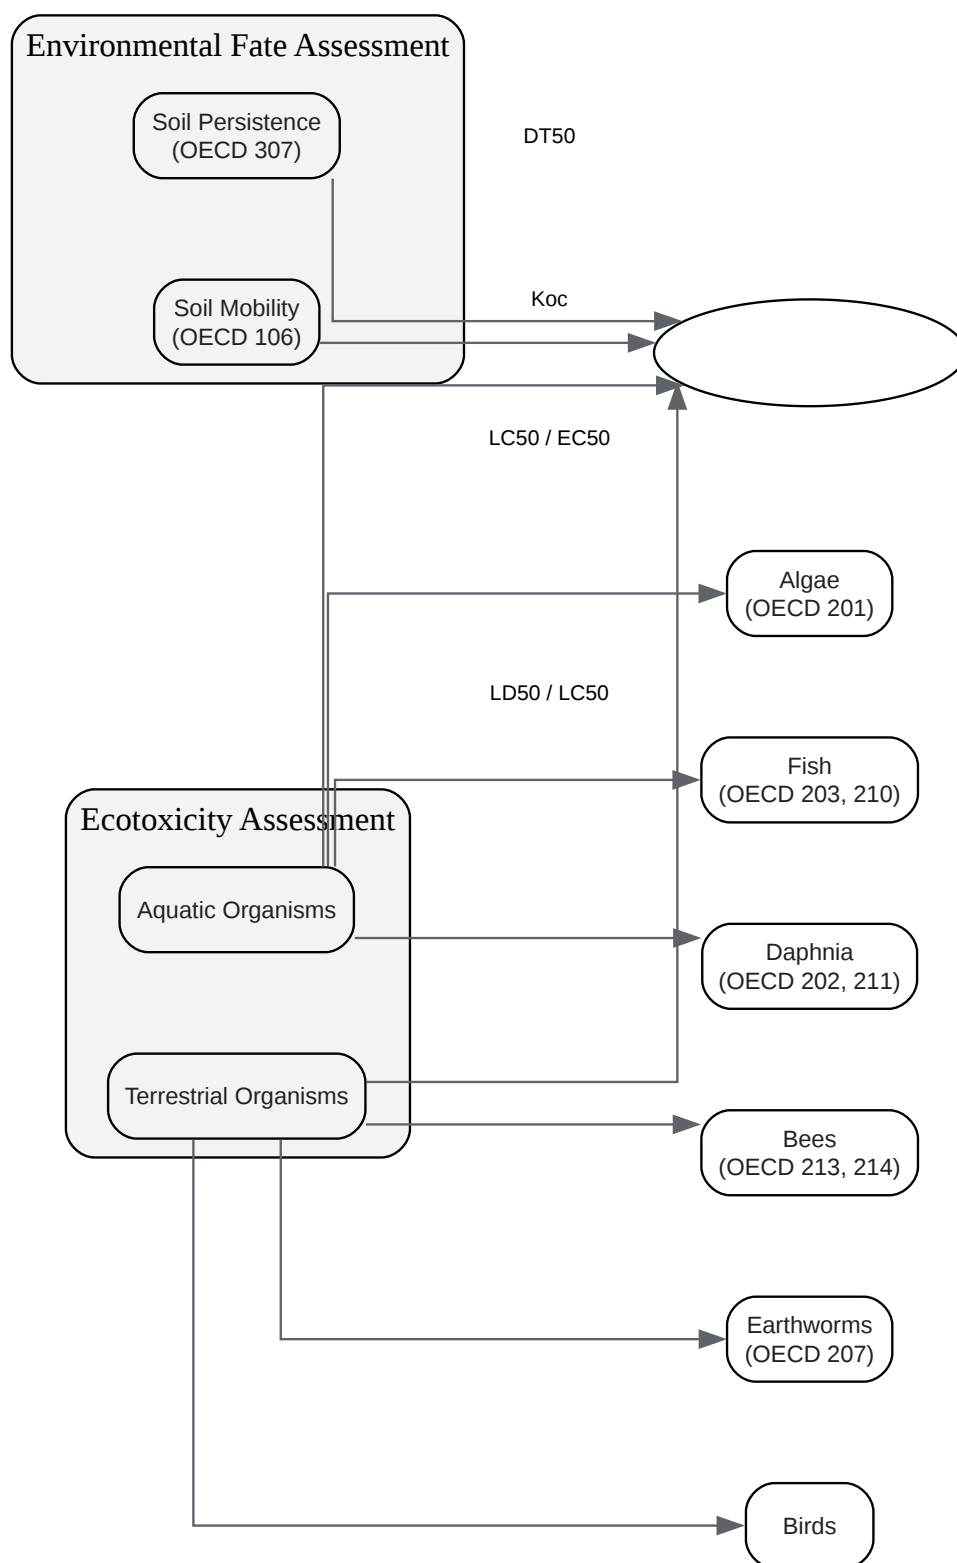 Environmental Fate Assessment
Soil Persistence
(OECD 307)
DT50
Soil Mobility
(OECD 106)
Koc
LC50 / EC50
Algae
(OECD 201)
LD50 / LC50
Fish
(OECD 203, 210)
Ecotoxicity Assessment
Aquatic Organisms
Daphnia
(OECD 202, 211)
Terrestrial Organisms
Bees
(OECD 213, 214)
Earthworms
(OECD 207)
Birds